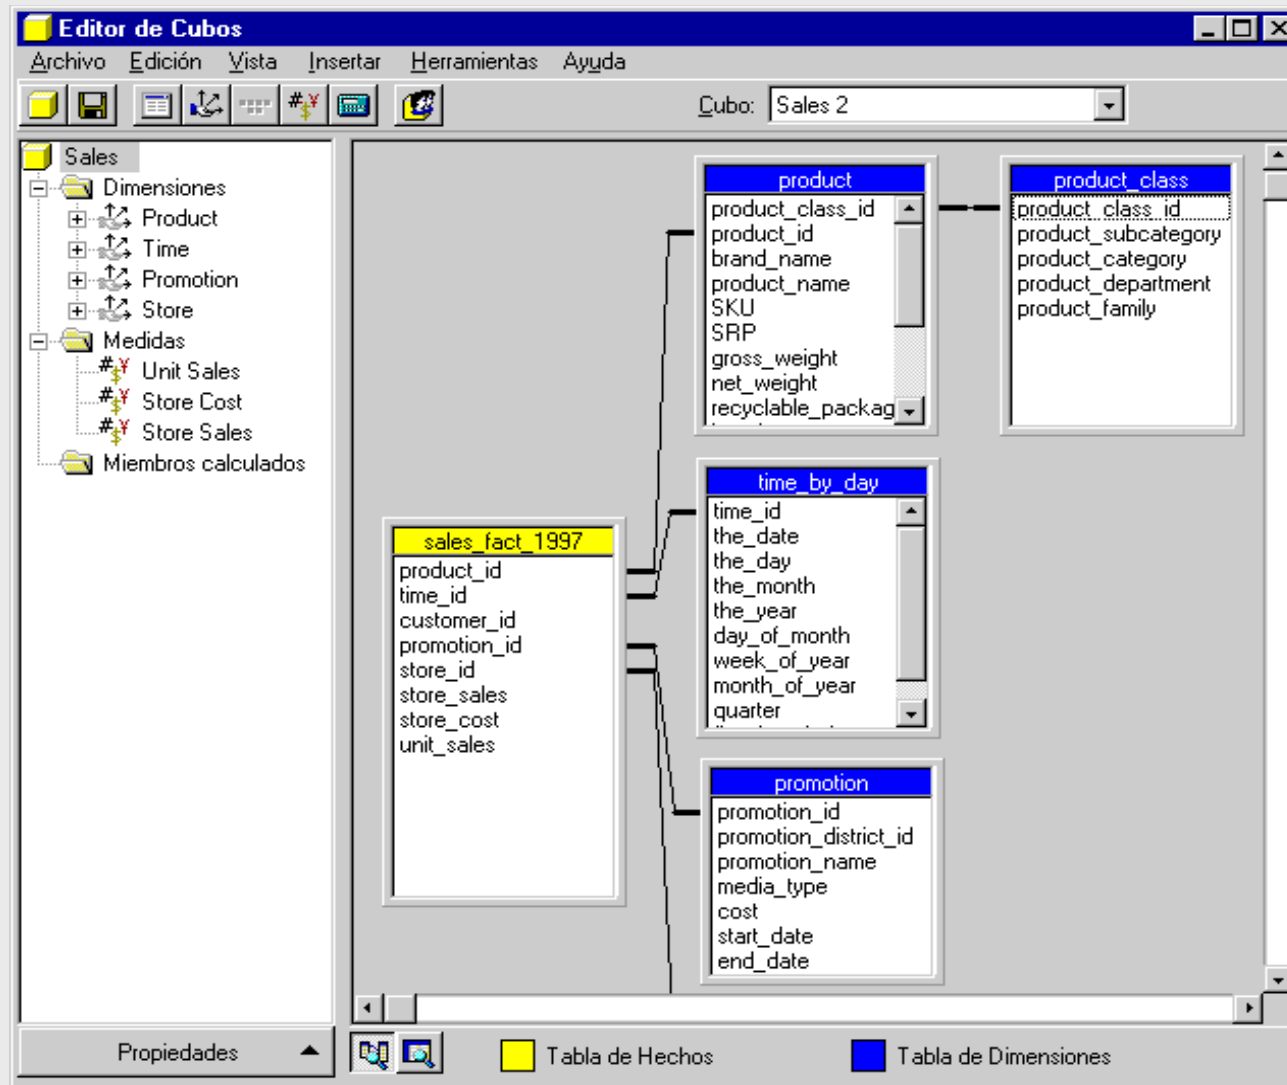 Editor de Cubos
Archivo Edición Vista Insertar Herramientas Ayuda
Cubo: Sales 2
Sales
Dimensiones
Product
Time
Promotion
Store
Medidas
Unit Sales
Store Cost
Store Sales
Miembros calculados
product
product_class_id
product_id
brand_name
product_name
SKU
SRP
gross_weight
net_weight
recyclable_packag
product_class
product_class_id
product_subcategory
product_category
product_department
product_family
time_by_day
time_id
the_date
the_day
the_month
the_year
day_of_month
week_of_year
month_of_year
quarter
sales_fact_1997
product_id
time_id
customer_id
promotion_id
store_id
store_sales
store_cost
unit_sales
promotion
promotion_id
promotion_district_id
promotion_name
media_type
cost
start_date
end_date
Propiedades
Tabla de Hechos
Tabla de Dimensiones